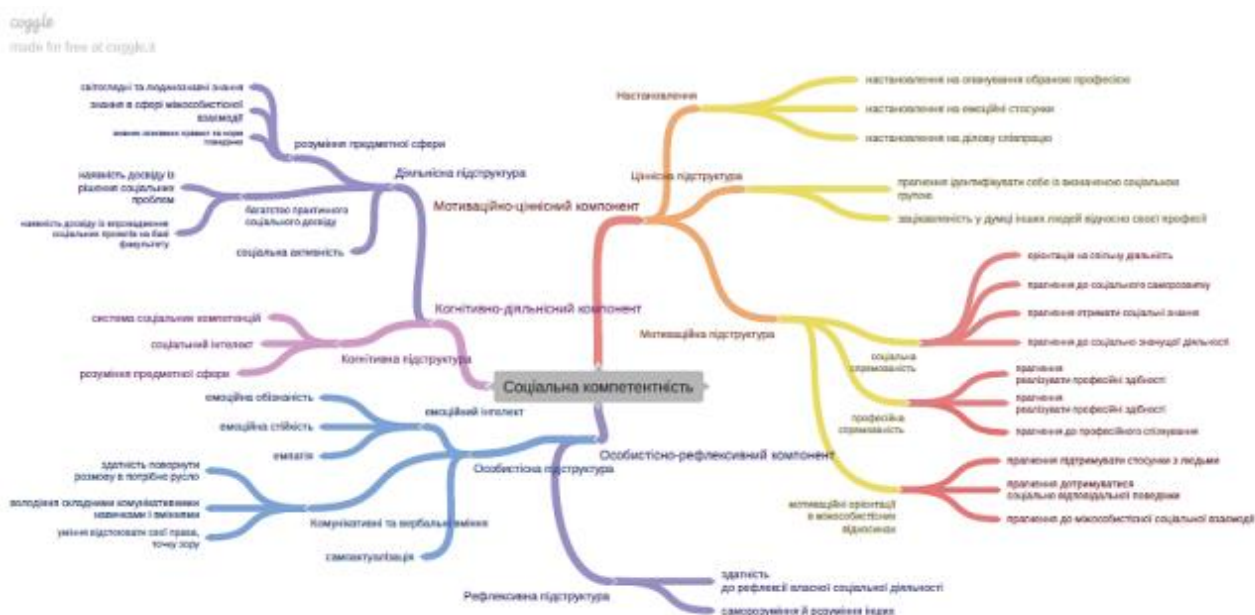 coggle
made for free at coggle.it
світоглядні та людинознавчі знання
знання в сфері міжособистісної
взаємодії
знання основних правил та норм
поведінки
розуміння предметної сфери
Діяльнісна підструктура
наявність досвіду із
рішення соціальних
проблем
багатство практичного
соціального досвіду
наявність досвіду із впровадження
соціальних проектів на базі
факультету
соціальна активність
Когнітивно-діяльнісний компонент
система соціальних компетенцій
соціальний інтелект
розуміння предметної сфери
Когнітивна підструктура
Соціальна компетентність
емоційна обізнаність
емоційна стійкість
емпатія
емоційний інтелект
Особистісна підструктура
Особистісно-рефлексивний компонент
здатність повернути
розмову в потрібне русло
володіння складними комунікативними
навичками і вміннями
уміння відстоювати свої права,
точку зору
Комунікативні та вербальні вміння
самоактуалізація
Рефлексивна підструктура
здатність
до рефлексії власної соціальної діяльності
саморозуміння й розуміння інших
Настановлення
настановлення на опанування обраною професією
настановлення на емоційні стосунки
настановлення на ділову співпрацю
Ціннісна підструктура
Мотиваційно-ціннісний компонент
прагнення ідентифікувати себе із визначеною соціальною
групою
зацікавленість у думці інших людей відносно своєї професії
Мотиваційна підструктура
орієнтація на спільну діяльність
прагнення до соціального саморозвитку
прагнення отримати соціальні знання
прагнення до соціально значущої діяльності
соціальна
спрямованість
прагнення
реалізувати професійні здібності
прагнення
реалізувати професійні здібності
прагнення до професійного спілкування
професійна
спрямованість
прагнення підтримувати стосунки з людьми
прагнення дотримуватися
соціально відповідальної поведінки
прагнення до міжособистісної соціальної взаємодії
мотиваційні орієнтації
в міжособистісних
відносинах